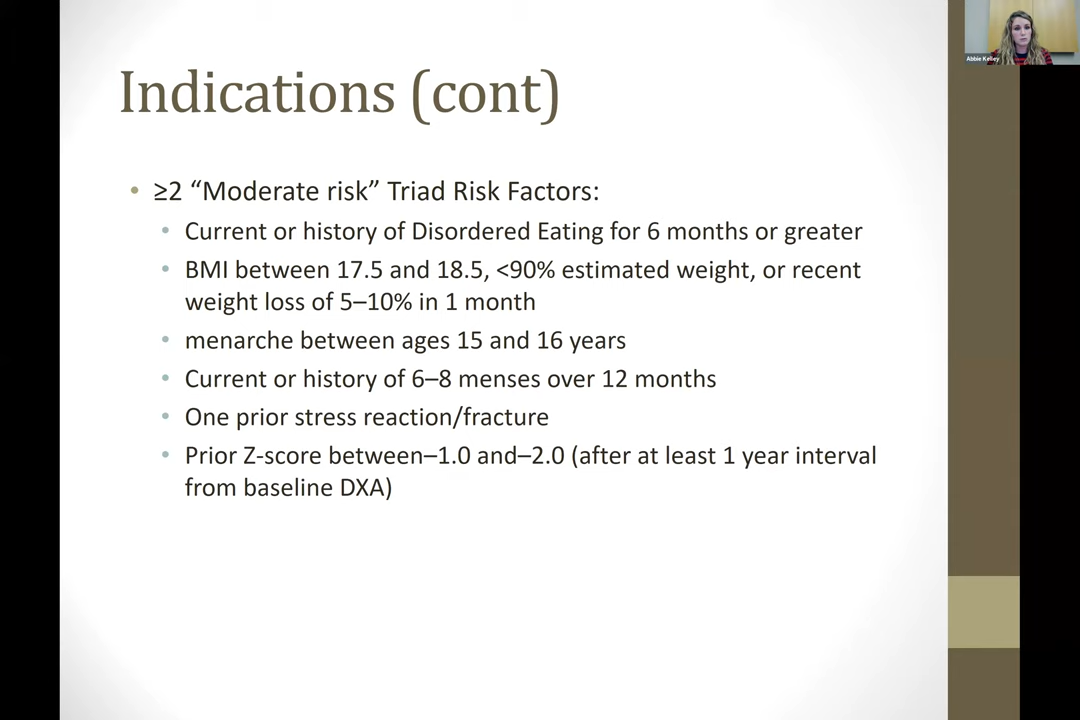 Indications (cont)
• ≥2 “Moderate risk” Triad Risk Factors:
• Current or history of Disordered Eating for 6 months or greater
• BMI between 17.5 and 18.5, <90% estimated weight, or recent
weight loss of 5–10% in 1 month
• menarche between ages 15 and 16 years
• Current or history of 6–8 menses over 12 months
• One prior stress reaction/fracture
• Prior Z-score between–1.0 and–2.0 (after at least 1 year interval
from baseline DXA)
Abbie Kelley